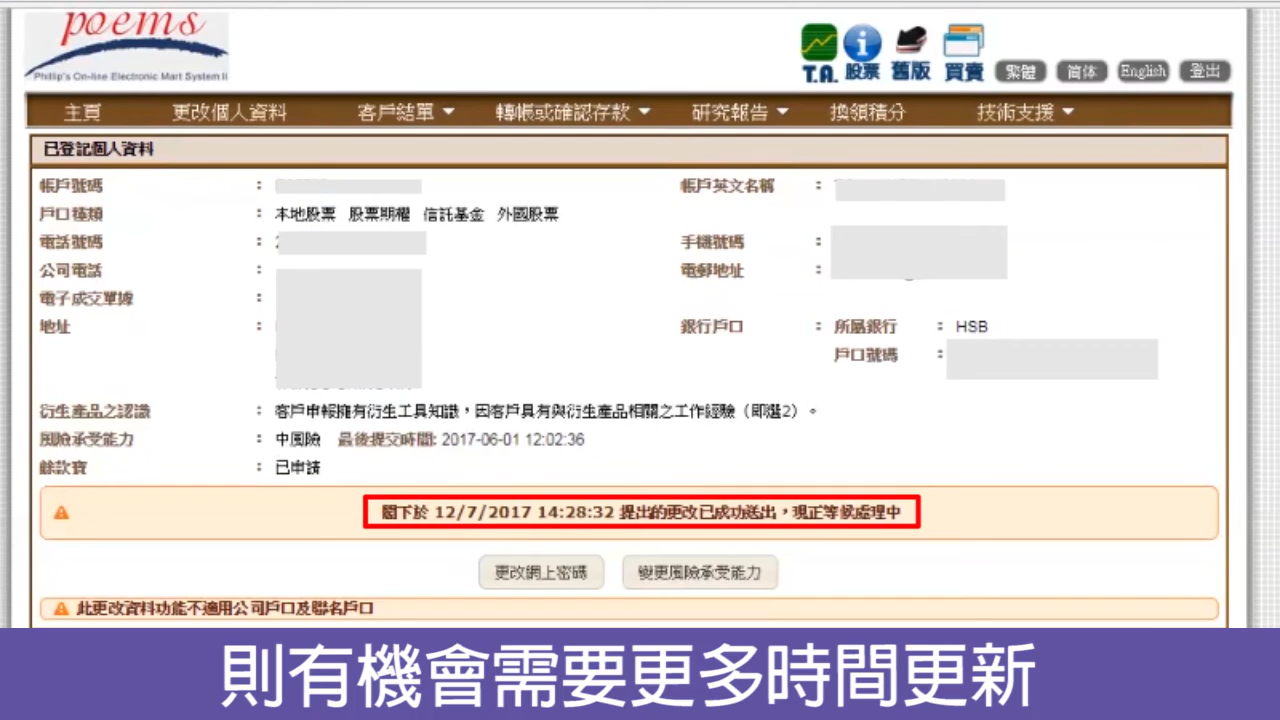 poems
Phillip's On-line Electronic Mart System II
T.A. 股票 舊版 買賣 繁體 简体 English 登出
主頁 更改個人資料 客戶結單 轉帳或確認存款 研究報告 換領積分 技術支援
已登記個人資料
帳戶號碼 : 帳戶英文名稱 :
戶口種類 : 本地股票 股票期權 信託基金 外國股票
電話號碼 : 手機號碼 :
公司電話 : 電郵地址 :
電子成交單據 :
地址 : 銀行戶口 : 所屬銀行 : HSB
戶口號碼 :
衍生產品之認識 : 客戶申報擁有衍生工具知識，因客戶具有與衍生產品相關之工作經驗（即選2）。
風險承受能力 : 中風險 最後提交時間: 2017-06-01 12:02:36
餘款寶 : 已申請
閣下於 12/7/2017 14:28:32 提出的更改已成功送出，現正等候處理中
更改網上密碼 變更風險承受能力
此更改資料功能不適用公司戶口及聯名戶口
則有機會需要更多時間更新